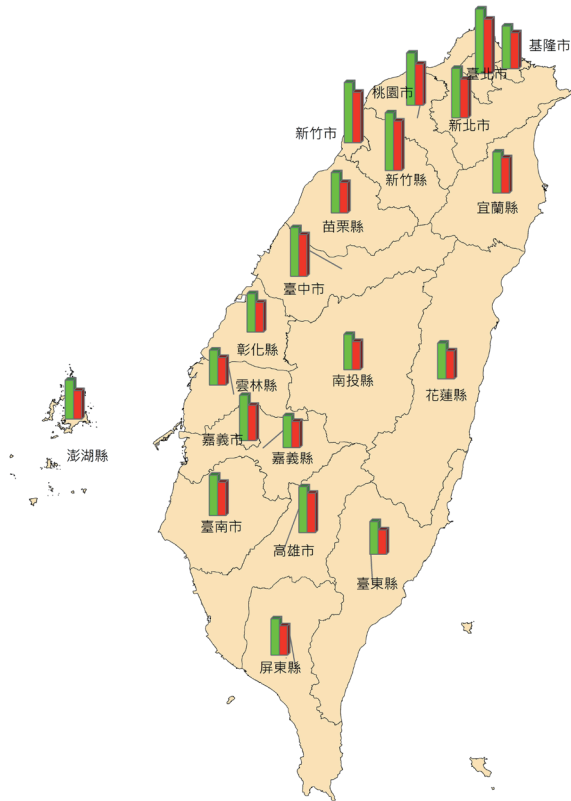 基隆市
臺北市
桃園市
新北市
新竹市
新竹縣
宜蘭縣
苗栗縣
臺中市
彰化縣
南投縣
雲林縣
花蓮縣
嘉義市
嘉義縣
澎湖縣
臺南市
高雄市
臺東縣
屏東縣